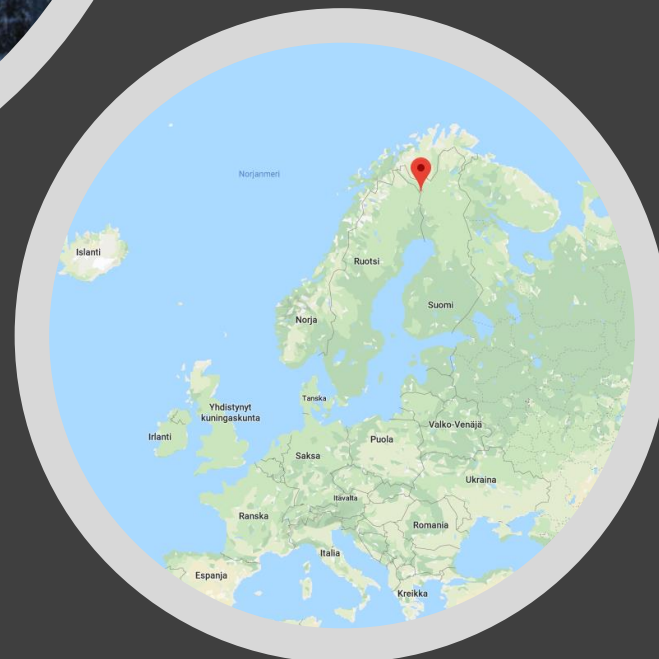 Norjanmeri
Islanti
Ruotsi
Suomi
Norja
Tanska
Yhdistynyt
kuningaskunta
Irlanti
Valko-Venäjä
Puola
Saksa
Ukraina
Itävalta
Ranska
Romania
Italia
Espanja
Kreikka